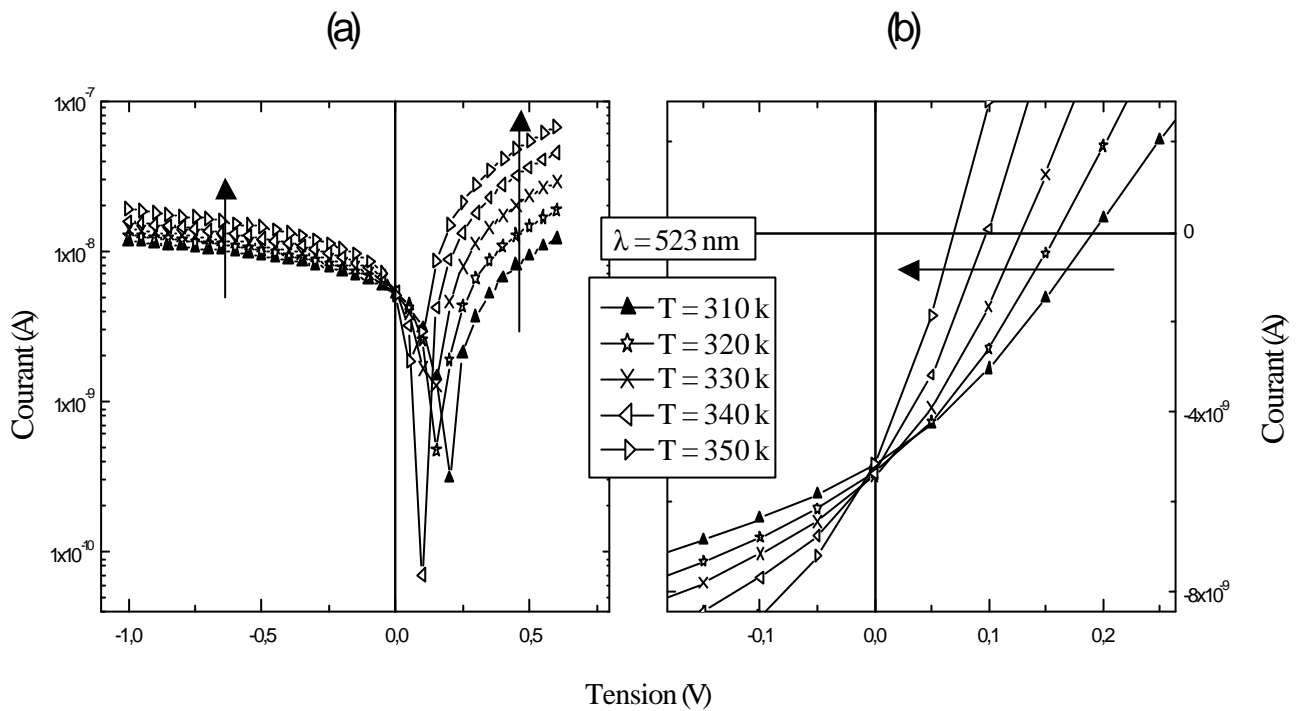 (a)
(b)
1x10⁻⁷
1x10⁻⁸
1x10⁻⁹
1x10⁻¹⁰
Courant (A)
-1,0
-0,5
0,0
0,5
λ = 523 nm
T = 310 k
T = 320 k
T = 330 k
T = 340 k
T = 350 k
0
-4x10⁻⁹
-8x10⁻⁹
Courant (A)
-0,1
0,0
0,1
0,2
Tension (V)